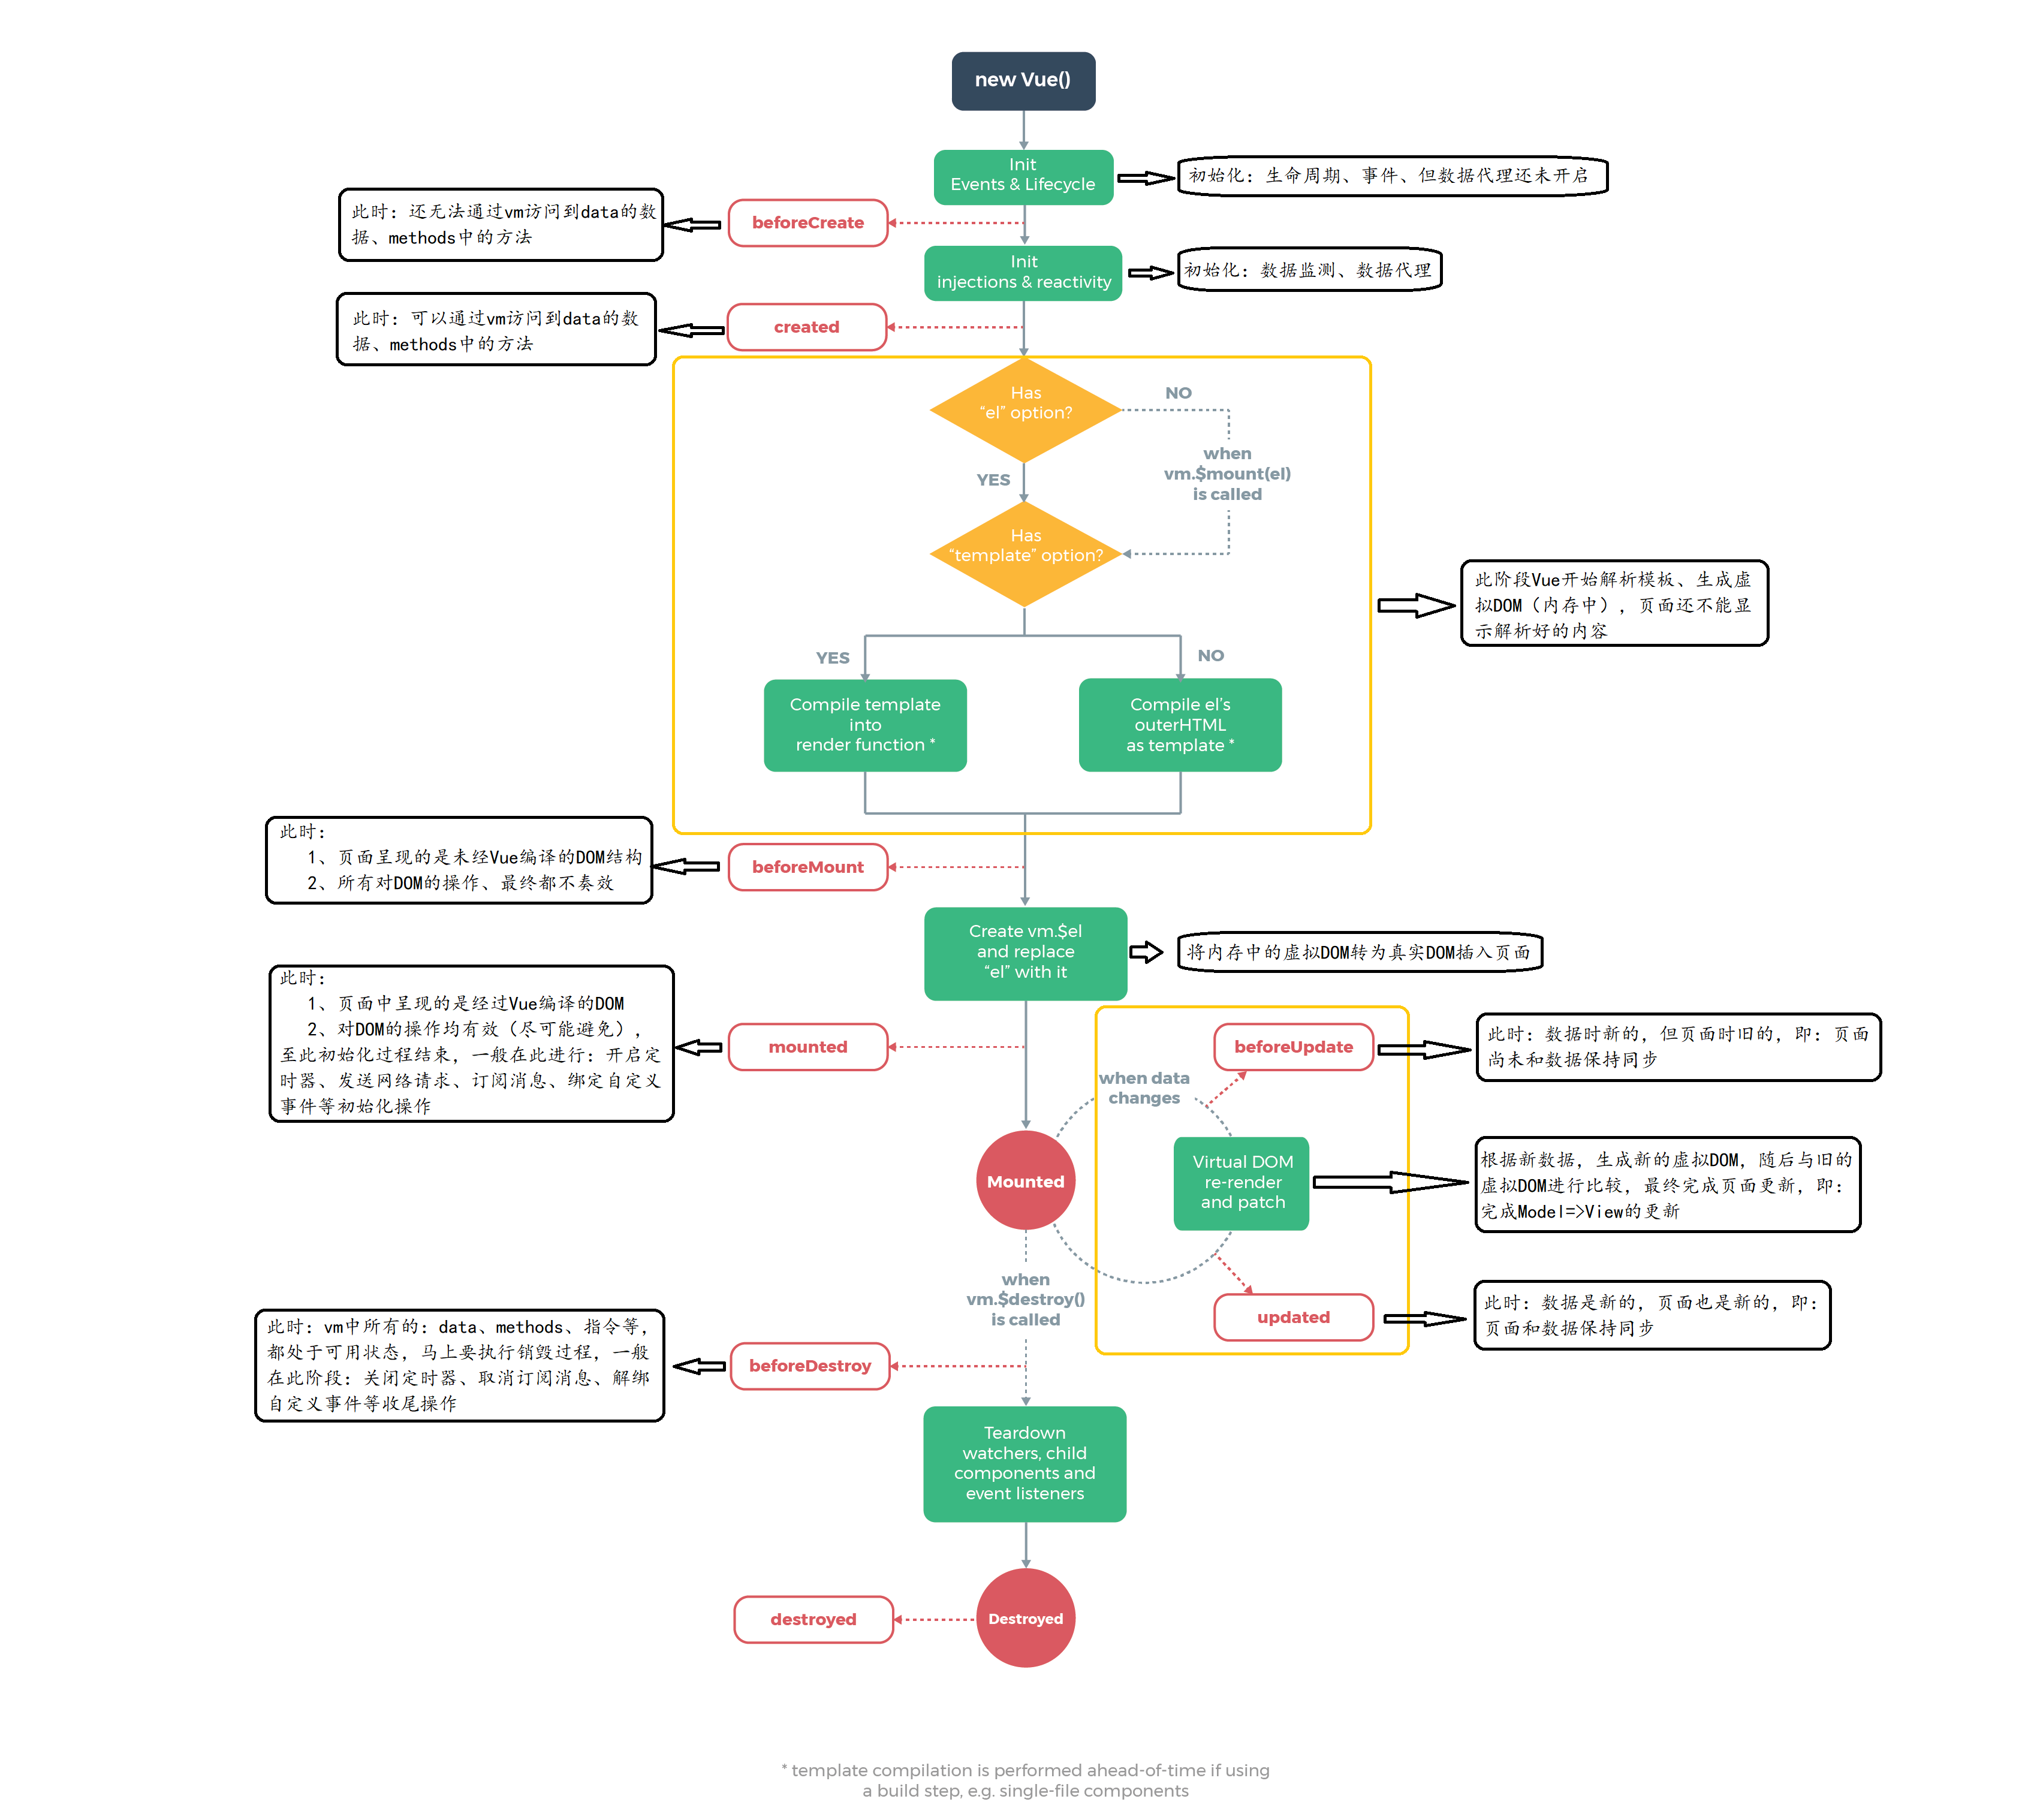 new Vue()
Init
Events & Lifecycle
初始化：生命周期、事件、但数据代理还未开启
beforeCreate
此时：还无法通过vm访问到data的数
据、methods中的方法
Init
injections & reactivity
初始化：数据监测、数据代理
created
此时：可以通过vm访问到data的数
据、methods中的方法
Has
“el” option?
NO
when
vm.$mount(el)
is called
YES
Has
“template” option?
此阶段Vue开始解析模板、生成虚
拟DOM（内存中），页面还不能显
示解析好的内容
YES
NO
Compile template
into
render function *
Compile el’s
outerHTML
as template *
此时：
1、页面呈现的是未经Vue编译的DOM结构
2、所有对DOM的操作、最终都不奏效
beforeMount
Create vm.$el
and replace
“el” with it
将内存中的虚拟DOM转为真实DOM插入页面
此时：
1、页面中呈现的是经过Vue编译的DOM
2、对DOM的操作均有效（尽可能避免），
至此初始化过程结束，一般在此进行：开启定
时器、发送网络请求、订阅消息、绑定自定义
事件等初始化操作
mounted
beforeUpdate
此时：数据时新的，但页面时旧的，即：页面
尚未和数据保持同步
when data
changes
Mounted
Virtual DOM
re-render
and patch
根据新数据，生成新的虚拟DOM，随后与旧的
虚拟DOM进行比较，最终完成页面更新，即：
完成Model=>View的更新
when
vm.$destroy()
is called
updated
此时：数据是新的，页面也是新的，即：
页面和数据保持同步
此时：vm中所有的：data、methods、指令等，
都处于可用状态，马上要执行销毁过程，一般
在此阶段：关闭定时器、取消订阅消息、解绑
自定义事件等收尾操作
beforeDestroy
Teardown
watchers, child
components and
event listeners
destroyed
Destroyed
* template compilation is performed ahead-of-time if using
a build step, e.g. single-file components